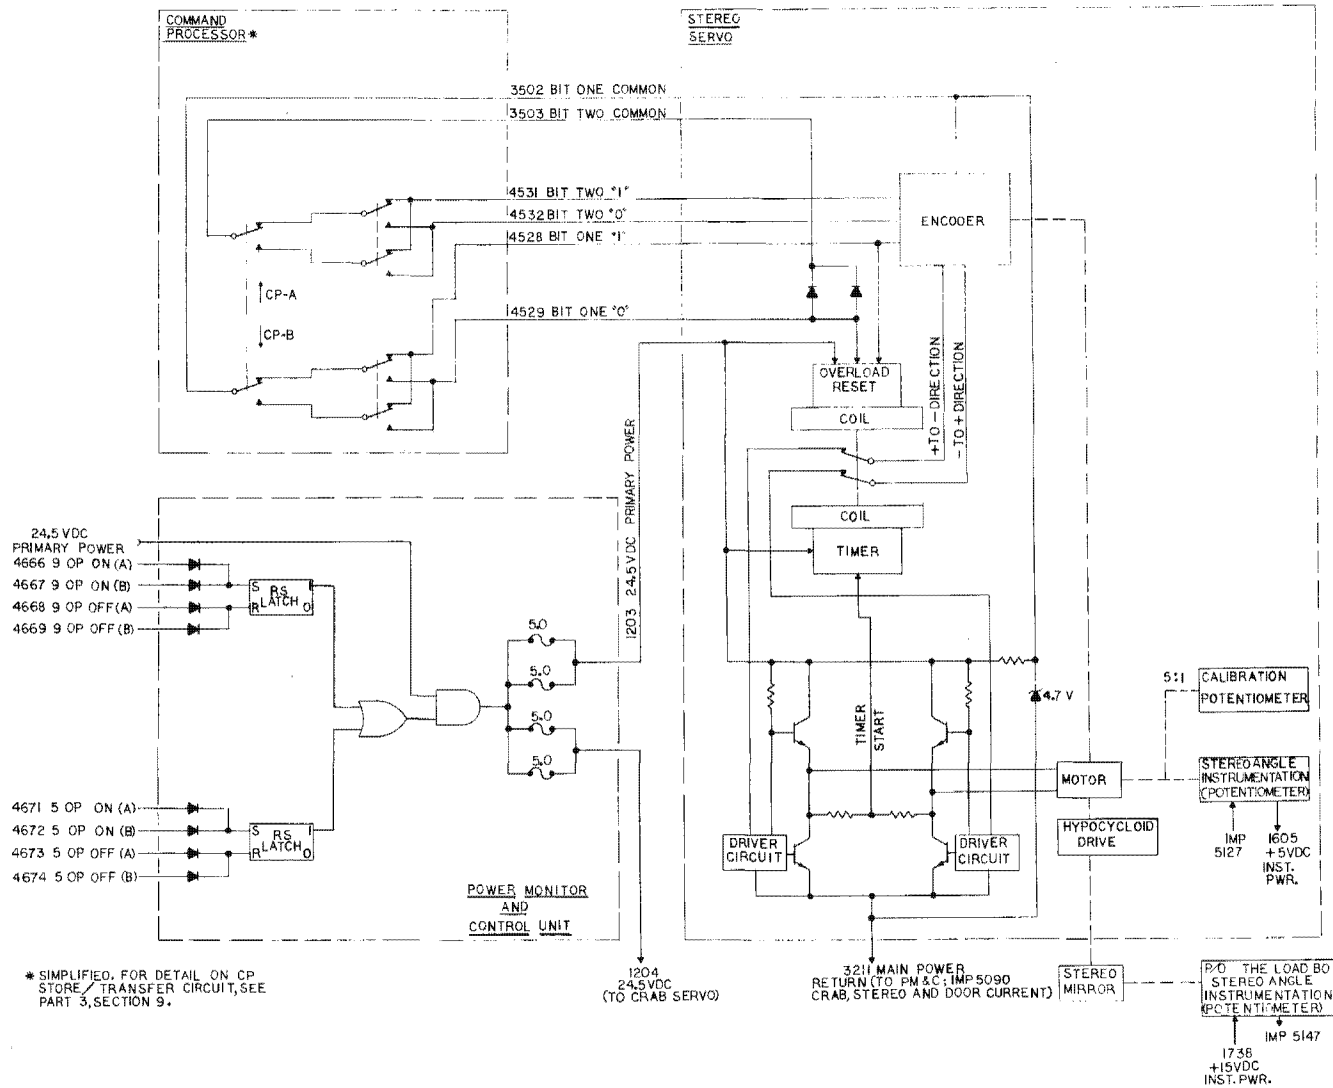 COMMAND
PROCESSOR*
STEREO
SERVO
3502 BIT ONE COMMON
3503 BIT TWO COMMON
4531 BIT TWO "1"
4532 BIT TWO "0"
4528 BIT ONE "1"
4529 BIT ONE "0"
ENCODER
CP-A
CP-B
OVERLOAD
RESET
COIL
+TO – DIRECTION
–TO + DIRECTION
COIL
TIMER
1203 24.5VDC PRIMARY POWER
24.5 VDC
PRIMARY POWER
4666 9 OP ON (A)
4667 9 OP ON (B)
4668 9 OP OFF (A)
4669 9 OP OFF (B)
S RS 1
LATCH
R O
5.0
5.0
5.0
5.0
TIMER
START
4.7 V
5:1
CALIBRATION
POTENTIOMETER
MOTOR
STEREO ANGLE
INSTRUMENTATION
(POTENTIOMETER)
IMP
5127
1605
+5VDC
INST.
PWR.
HYPOCYCLOID
DRIVE
4671 5 OP ON (A)
4672 5 OP ON (B)
4673 5 OP OFF (A)
4674 5 OP OFF (B)
S RS 1
LATCH
R O
DRIVER
CIRCUIT
DRIVER
CIRCUIT
POWER MONITOR
AND
CONTROL UNIT
* SIMPLIFIED. FOR DETAIL ON CP
STORE/TRANSFER CIRCUIT, SEE
PART 3, SECTION 9.
1204
24.5VDC
(TO CRAB SERVO)
3211 MAIN POWER
RETURN (TO PM&C; IMP 5090
CRAB, STEREO AND DOOR CURRENT)
STEREO
MIRROR
P/O THE LOAD BO
STEREO ANGLE
INSTRUMENTATION
(POTENTIOMETER)
IMP 5147
1738
+15VDC
INST. PWR.